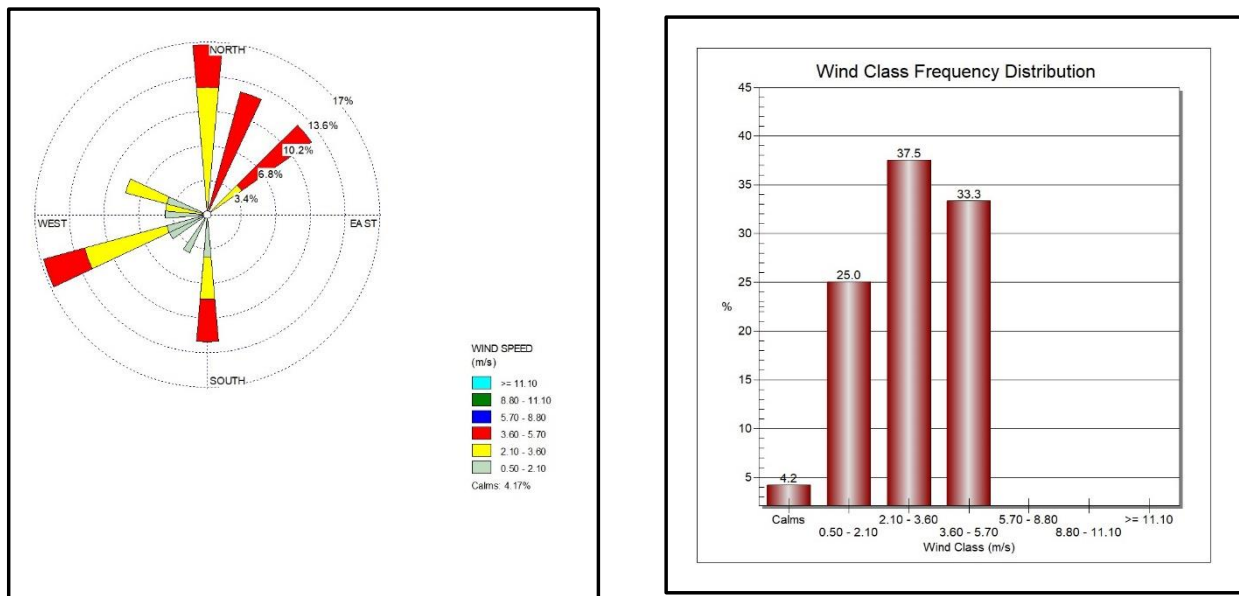 NORTH
17%
13.6%
10.2%
6.8%
3.4%
WEST
EAST
SOUTH
WIND SPEED
(m/s)
>= 11.10
8.80 - 11.10
5.70 - 8.80
3.60 - 5.70
2.10 - 3.60
0.50 - 2.10
Calms: 4.17%
Wind Class Frequency Distribution
45
40
35
30
25
20
15
10
5
%
4.2
25.0
37.5
33.3
Calms
0.50 - 2.10
2.10 - 3.60
3.60 - 5.70
5.70 - 8.80
8.80 - 11.10
>= 11.10
Wind Class (m/s)